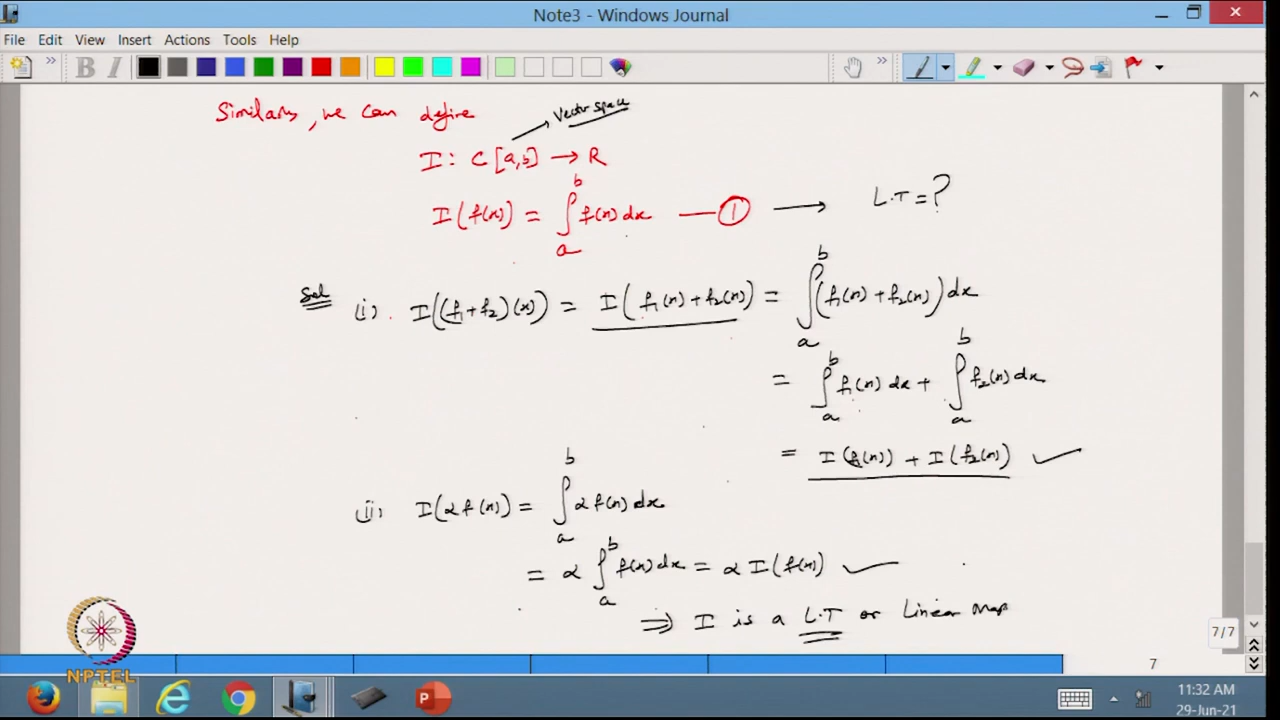 Note3 - Windows Journal
File Edit View Insert Actions Tools Help
Similarly, we can define
Vector space
I : C[a,b] → R
I(f(x)) = ∫_a^b f(x) dx — ① → L.T = ?
Sol (i). I((f₁+f₂)(x)) = I(f₁(x) + f₂(x)) = ∫_a^b (f₁(x) + f₂(x)) dx
= ∫_a^b f₁(x) dx + ∫_a^b f₂(x) dx
= I(f₁(x)) + I(f₂(x)) ✓
(ii). I(αf(x)) = ∫_a^b αf(x) dx
= α ∫_a^b f(x) dx = α I(f(x)) ✓
⇒ I is a L.T or Linear Map
7/7
7
NPTEL
11:32 AM
29-Jun-21